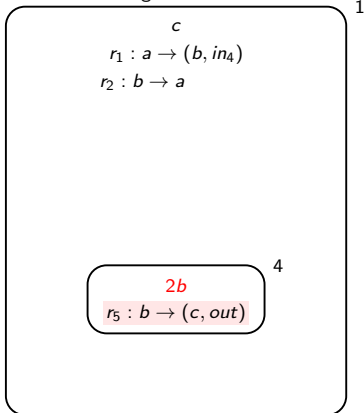 1
c
r₁ : a → (b, in₄)
r₂ : b → a
4
2b
r₅ : b → (c, out)